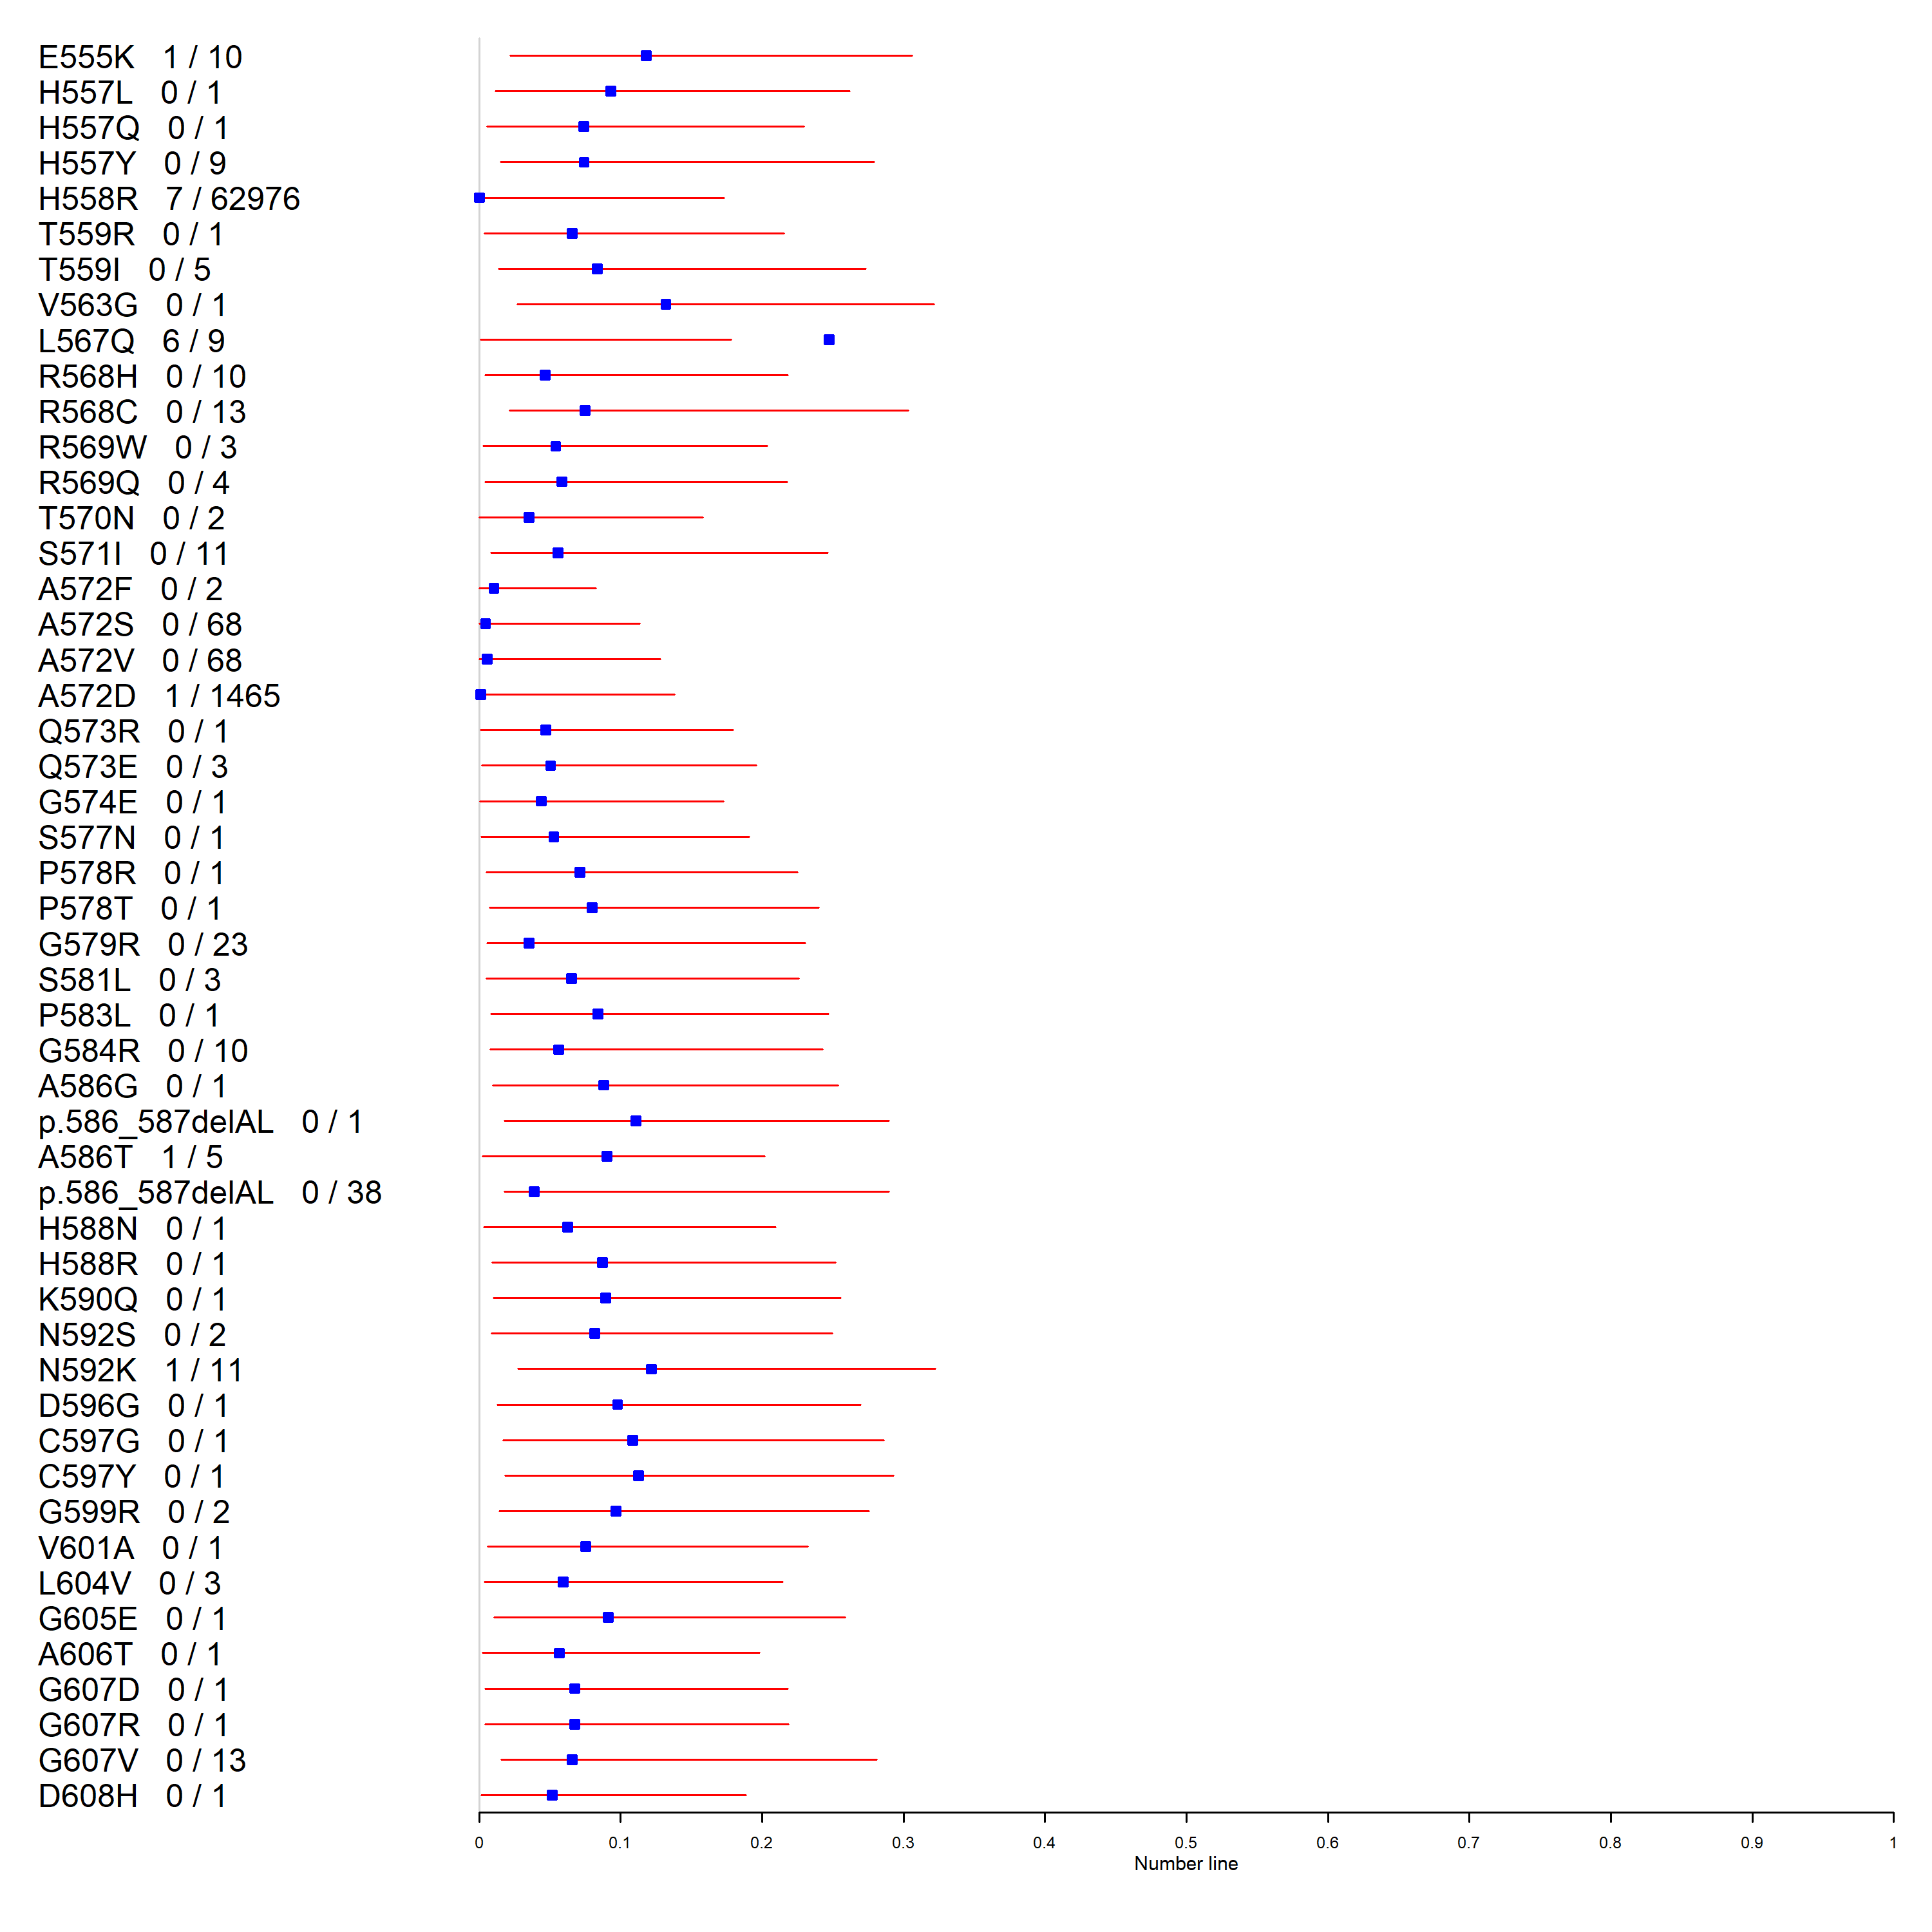 E555K 1 / 10
H557L 0 / 1
H557Q 0 / 1
H557Y 0 / 9
H558R 7 / 62976
T559R 0 / 1
T559I 0 / 5
V563G 0 / 1
L567Q 6 / 9
R568H 0 / 10
R568C 0 / 13
R569W 0 / 3
R569Q 0 / 4
T570N 0 / 2
S571I 0 / 11
A572F 0 / 2
A572S 0 / 68
A572V 0 / 68
A572D 1 / 1465
Q573R 0 / 1
Q573E 0 / 3
G574E 0 / 1
S577N 0 / 1
P578R 0 / 1
P578T 0 / 1
G579R 0 / 23
S581L 0 / 3
P583L 0 / 1
G584R 0 / 10
A586G 0 / 1
p.586_587delAL 0 / 1
A586T 1 / 5
p.586_587delAL 0 / 38
H588N 0 / 1
H588R 0 / 1
K590Q 0 / 1
N592S 0 / 2
N592K 1 / 11
D596G 0 / 1
C597G 0 / 1
C597Y 0 / 1
G599R 0 / 2
V601A 0 / 1
L604V 0 / 3
G605E 0 / 1
A606T 0 / 1
G607D 0 / 1
G607R 0 / 1
G607V 0 / 13
D608H 0 / 1
0 0.1 0.2 0.3 0.4 0.5 0.6 0.7 0.8 0.9 1
Number line